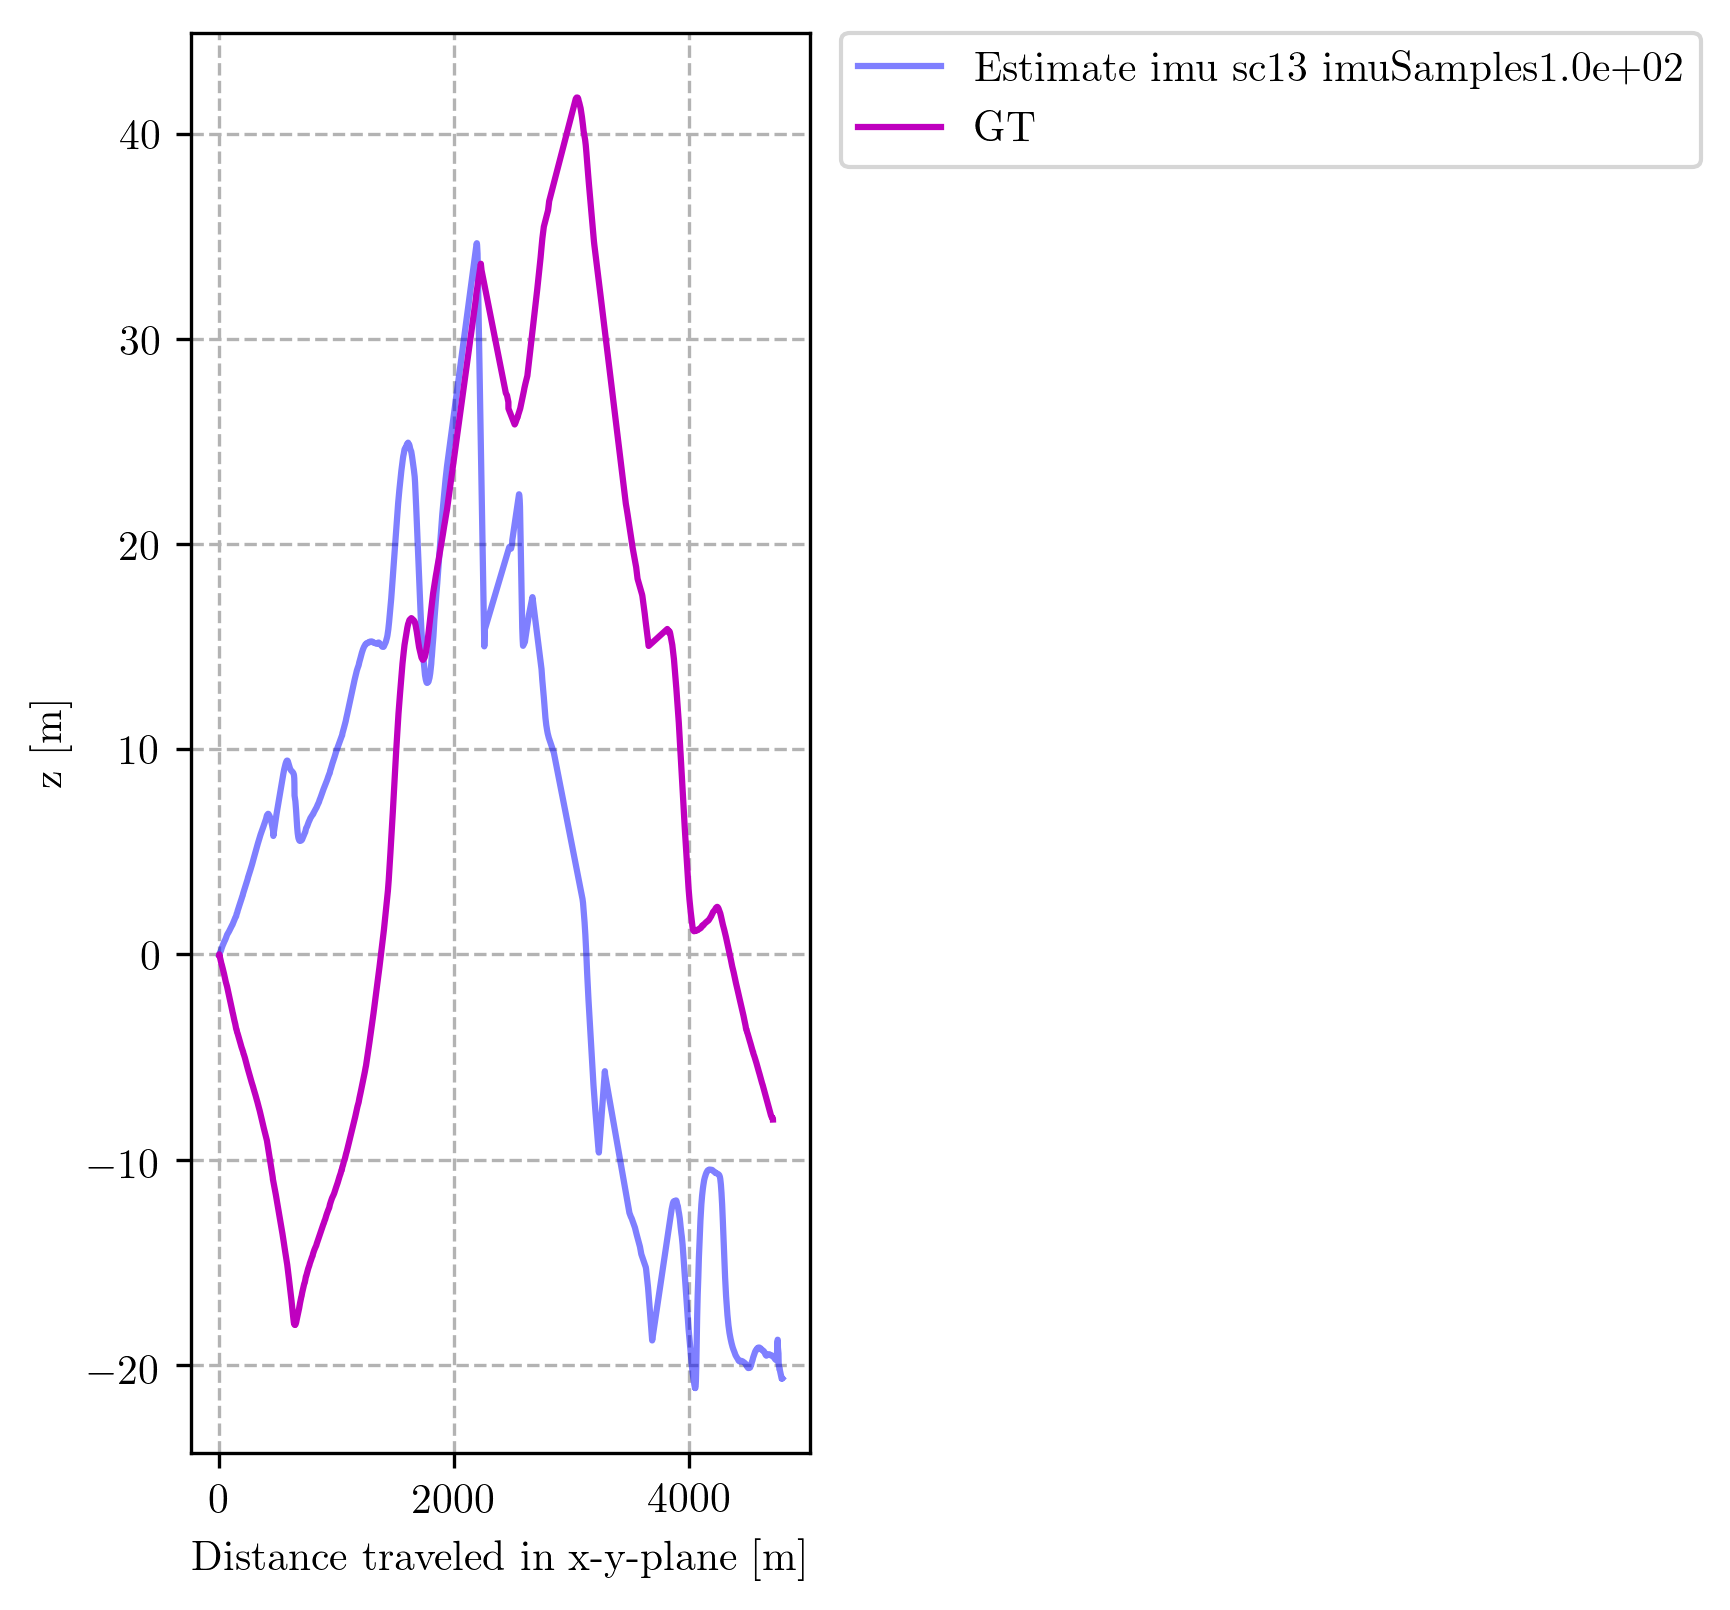 Estimate imu sc13 imuSamples1.0e+02
GT
40
30
20
10
0
−10
−20
z [m]
0 2000 4000
Distance traveled in x-y-plane [m]